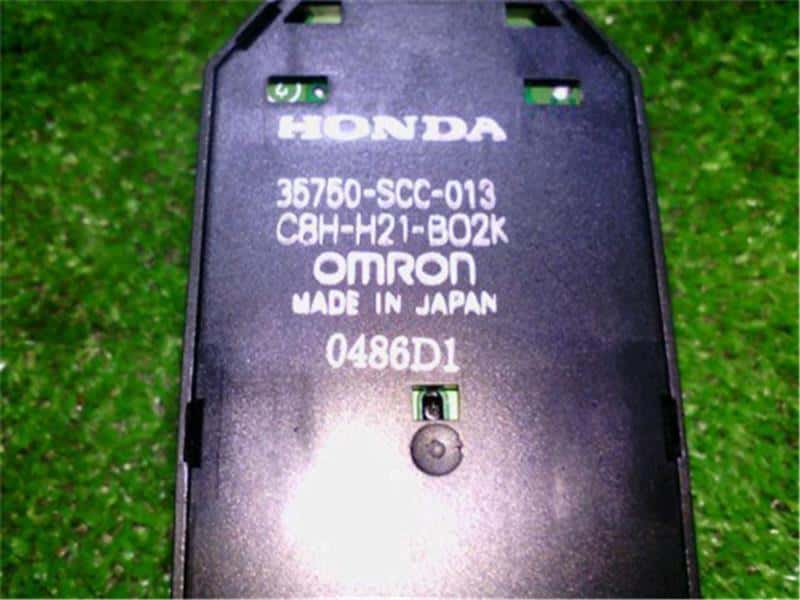 HONDA
35750-SCC-013
C8H-H21-B02K
OMRON
MADE IN JAPAN
0486D1